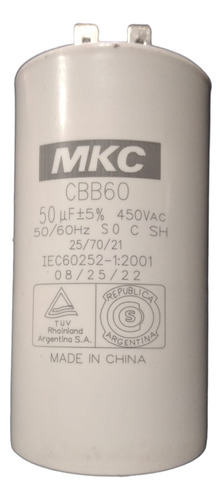 MKC
CBB60
50 µF±5% 450VAC
50/60Hz S0 C SH
25/70/21
IEC60252-1:2001
08/25/22
TUV
Rheinland
Argentina S.A.
REPUBLICA
S
ARGENTINA
MADE IN CHINA